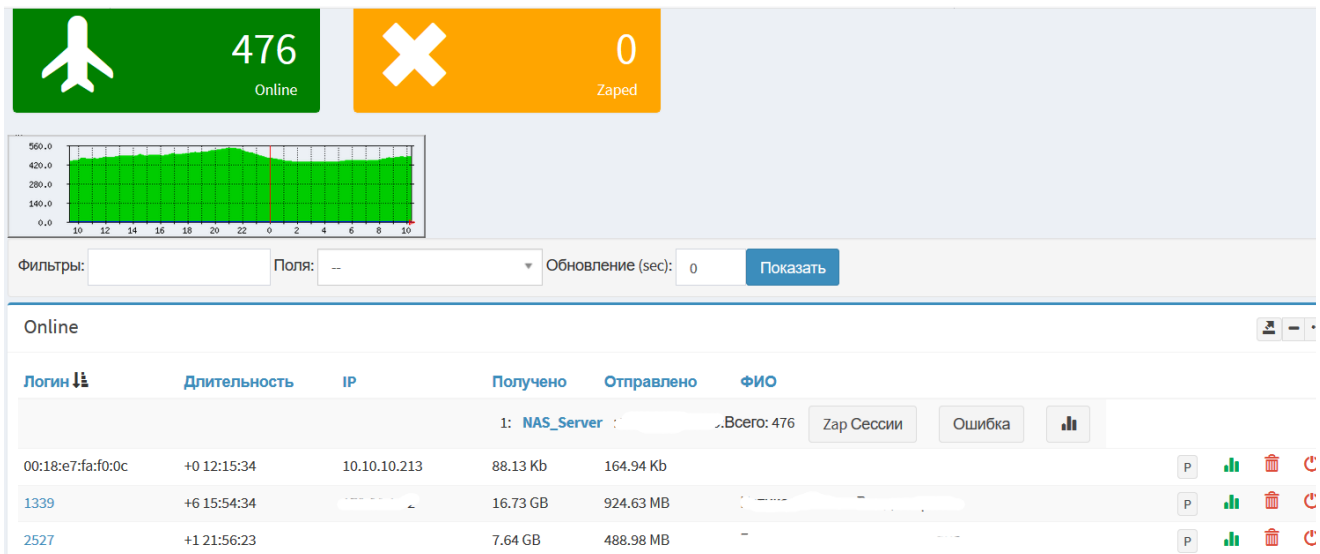 476
Online
0
Zaped
560.0
420.0
280.0
140.0
0.0
10 12 14 16 18 20 22 0 2 4 6 8 10
Фильтры: Поля: -- Обновление (sec): 0 Показать
Online
Логин Длительность IP Получено Отправлено ФИО
1: NAS_Server : .Всего: 476 Zap Сессии Ошибка
00:18:e7:fa:f0:0c +0 12:15:34 10.10.10.213 88.13 Kb 164.94 Kb P
1339 +6 15:54:34 16.73 GB 924.63 MB P
2527 +1 21:56:23 7.64 GB 488.98 MB P